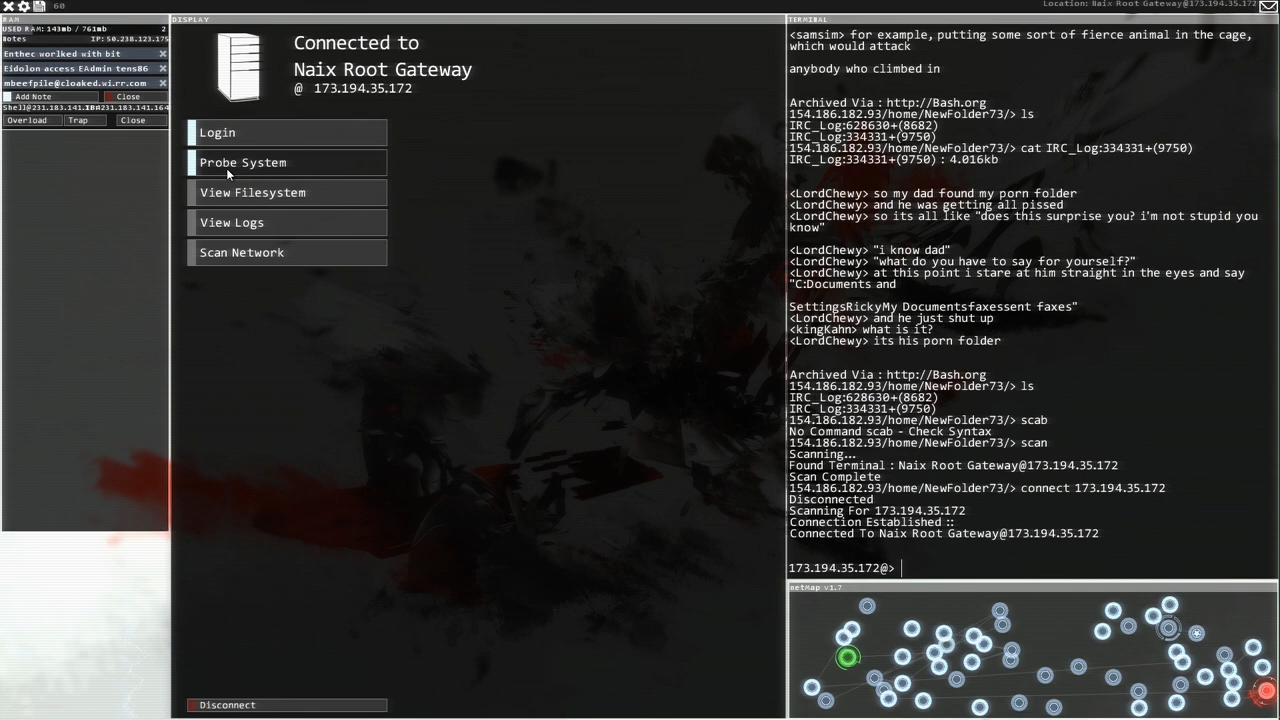 60
Location: Naix Root Gateway@173.194.35.172
RAM
USED RAM: 143mb / 761mb 2
Notes IP: 50.238.123.175
Enthec worlked with bit
Eidolon access EAdmin tens86
mbeefpile@cloaked.wi.rr.com
Add Note
Close
Overload
Trap
Close
DISPLAY
Connected to
Naix Root Gateway
@ 173.194.35.172
Login
Probe System
View Filesystem
View Logs
Scan Network
Disconnect
TERMINAL
<samsim> for example, putting some sort of fierce animal in the cage,
which would attack
anybody who climbed in
Archived Via : http://Bash.org
154.186.182.93/home/NewFolder73/> ls
IRC_Log:628630+(8682)
IRC_Log:334331+(9750)
154.186.182.93/home/NewFolder73/> cat IRC_Log:334331+(9750)
IRC_Log:334331+(9750) : 4.016kb
<LordChewy> so my dad found my porn folder
<LordChewy> and he was getting all pissed
<LordChewy> so its all like "does this surprise you? i'm not stupid you
know"
<LordChewy> "i know dad"
<LordChewy> "what do you have to say for yourself?"
<LordChewy> at this point i stare at him straight in the eyes and say
"C:Documents and
SettingsRickyMy Documentsfaxessent faxes"
<LordChewy> and he just shut up
<kingKahn> what is it?
<LordChewy> its his porn folder
Archived Via : http://Bash.org
154.186.182.93/home/NewFolder73/> ls
IRC_Log:628630+(8682)
IRC_Log:334331+(9750)
154.186.182.93/home/NewFolder73/> scab
No Command scab - Check Syntax
154.186.182.93/home/NewFolder73/> scan
Scanning...
Found Terminal : Naix Root Gateway@173.194.35.172
Scan Complete
154.186.182.93/home/NewFolder73/> connect 173.194.35.172
Disconnected
Scanning For 173.194.35.172
Connection Established ::
Connected To Naix Root Gateway@173.194.35.172
173.194.35.172@>
netMap v1.7